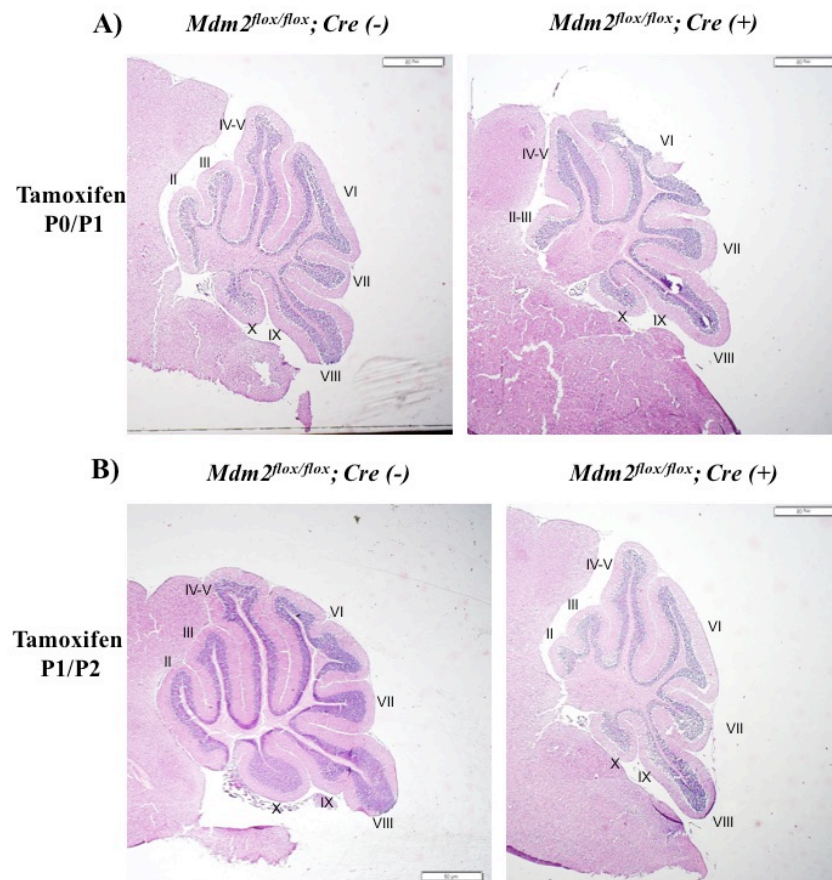 A)
Mdm2flox/flox; Cre (-)
Mdm2flox/flox; Cre (+)
Tamoxifen
P0/P1
IV-V
III
II
VI
VII
X
IX
VIII
IV-V
VI
II-III
VII
X
IX
VIII
B)
Mdm2flox/flox; Cre (-)
Mdm2flox/flox; Cre (+)
Tamoxifen
P1/P2
IV-V
VI
III
II
VII
X
IX
VIII
IV-V
III
II
VI
VII
X
IX
VIII